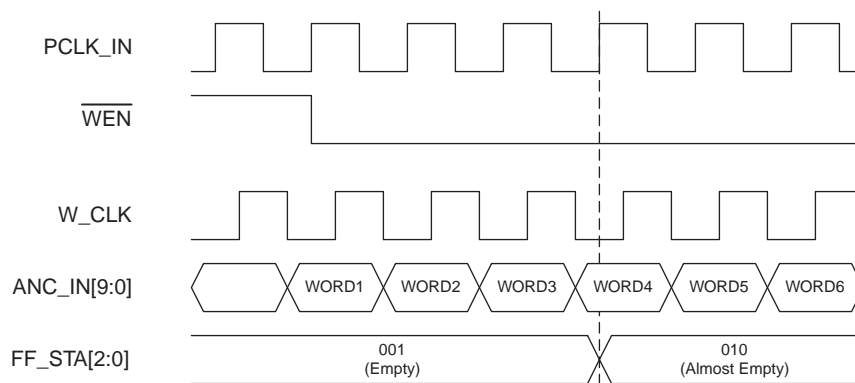 PCLK_IN
WEN
W_CLK
ANC_IN[9:0]
WORD1 WORD2 WORD3 WORD4 WORD5 WORD6
FF_STA[2:0]
001
(Empty)
010
(Almost Empty)